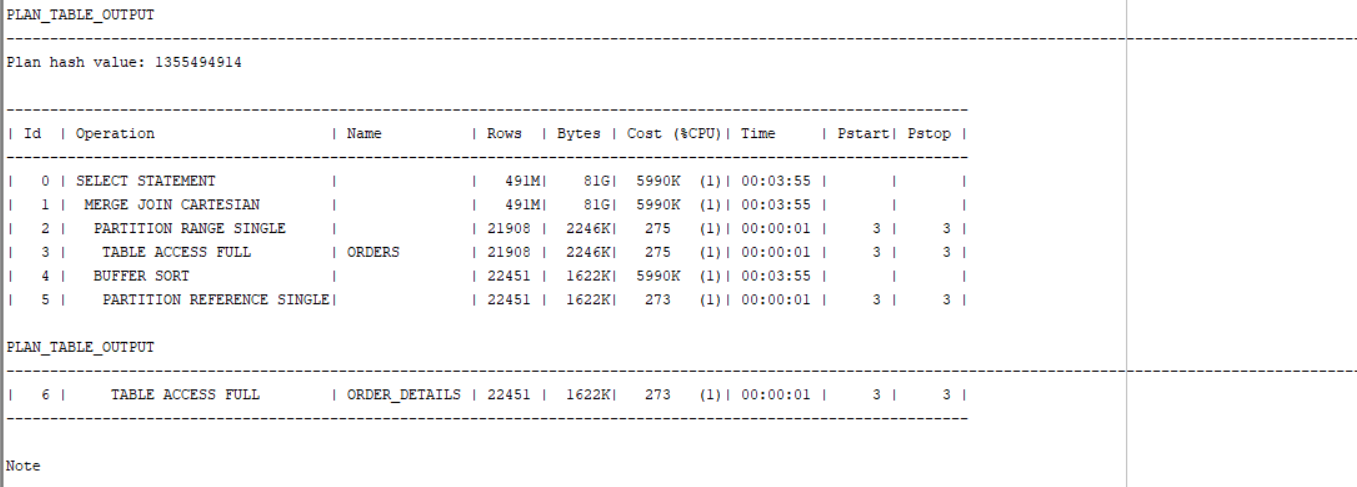 PLAN_TABLE_OUTPUT
--------------------------------------------------------------------------------
Plan hash value: 1355494914

---------------------------------------------------------------------------------------------------------------
| Id  | Operation                    | Name          | Rows  | Bytes | Cost (%CPU)| Time     | Pstart| Pstop |
---------------------------------------------------------------------------------------------------------------
|   0 | SELECT STATEMENT             |               |   491M|    81G|  5990K  (1)| 00:03:55 |       |       |
|   1 |  MERGE JOIN CARTESIAN        |               |   491M|    81G|  5990K  (1)| 00:03:55 |       |       |
|   2 |   PARTITION RANGE SINGLE     |               | 21908 |  2246K|   275   (1)| 00:00:01 |     3 |     3 |
|   3 |    TABLE ACCESS FULL         | ORDERS        | 21908 |  2246K|   275   (1)| 00:00:01 |     3 |     3 |
|   4 |   BUFFER SORT                |               | 22451 |  1622K|  5990K  (1)| 00:03:55 |       |       |
|   5 |    PARTITION REFERENCE SINGLE|               | 22451 |  1622K|   273   (1)| 00:00:01 |     3 |     3 |

PLAN_TABLE_OUTPUT
--------------------------------------------------------------------------------
|   6 |     TABLE ACCESS FULL        | ORDER_DETAILS | 22451 |  1622K|   273   (1)| 00:00:01 |     3 |     3 |
---------------------------------------------------------------------------------------------------------------

Note